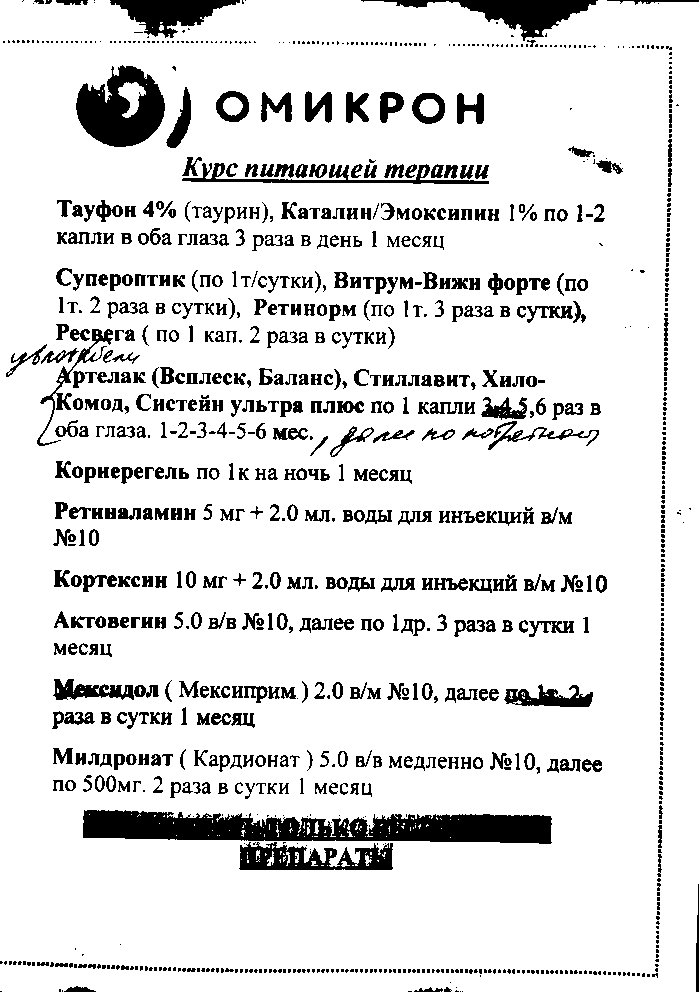 ОМИКРОН
Курс питающей терапии
Тауфон 4% (таурин), Каталин/Эмоксипин 1% по 1-2
капли в оба глаза 3 раза в день 1 месяц
Супероптик (по 1т/сутки), Витрум-Вижн форте (по
1т. 2 раза в сутки), Ретинорм (по 1т. 3 раза в сутки),
Ресвега ( по 1 кап. 2 раза в сутки)
Артелак (Всплеск, Баланс), Стиллавит, Хило-
Комод, Систейн ультра плюс по 1 капли 3,4,5,6 раз в
оба глаза. 1-2-3-4-5-6 мес., далее по
Корнерегель по 1к на ночь 1 месяц
Ретиналамин 5 мг + 2.0 мл. воды для инъекций в/м
№10
Кортексин 10 мг + 2.0 мл. воды для инъекций в/м №10
Актовегин 5.0 в/в №10, далее по 1др. 3 раза в сутки 1
месяц
Мексидол ( Мексиприм ) 2.0 в/м №10, далее по 1т. 2
раза в сутки 1 месяц
Милдронат ( Кардионат ) 5.0 в/в медленно №10, далее
по 500мг. 2 раза в сутки 1 месяц
ТОЛЬКО
ПРЕПАРАТЫ